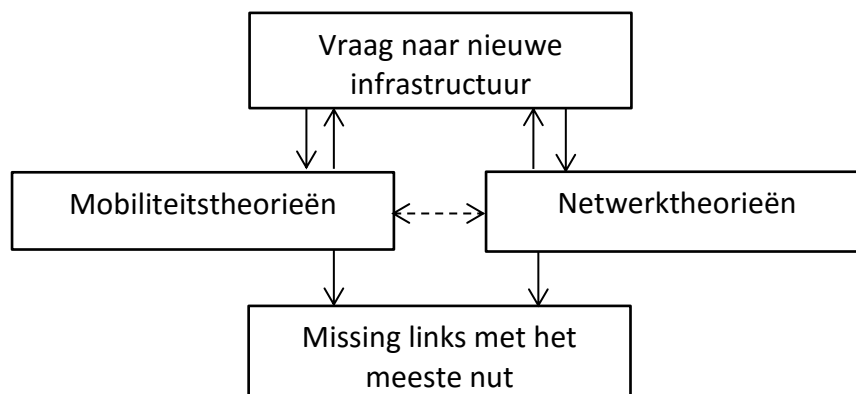 Vraag naar nieuwe
infrastructuur
Mobiliteitstheorieën
Netwerktheorieën
Missing links met het
meeste nut